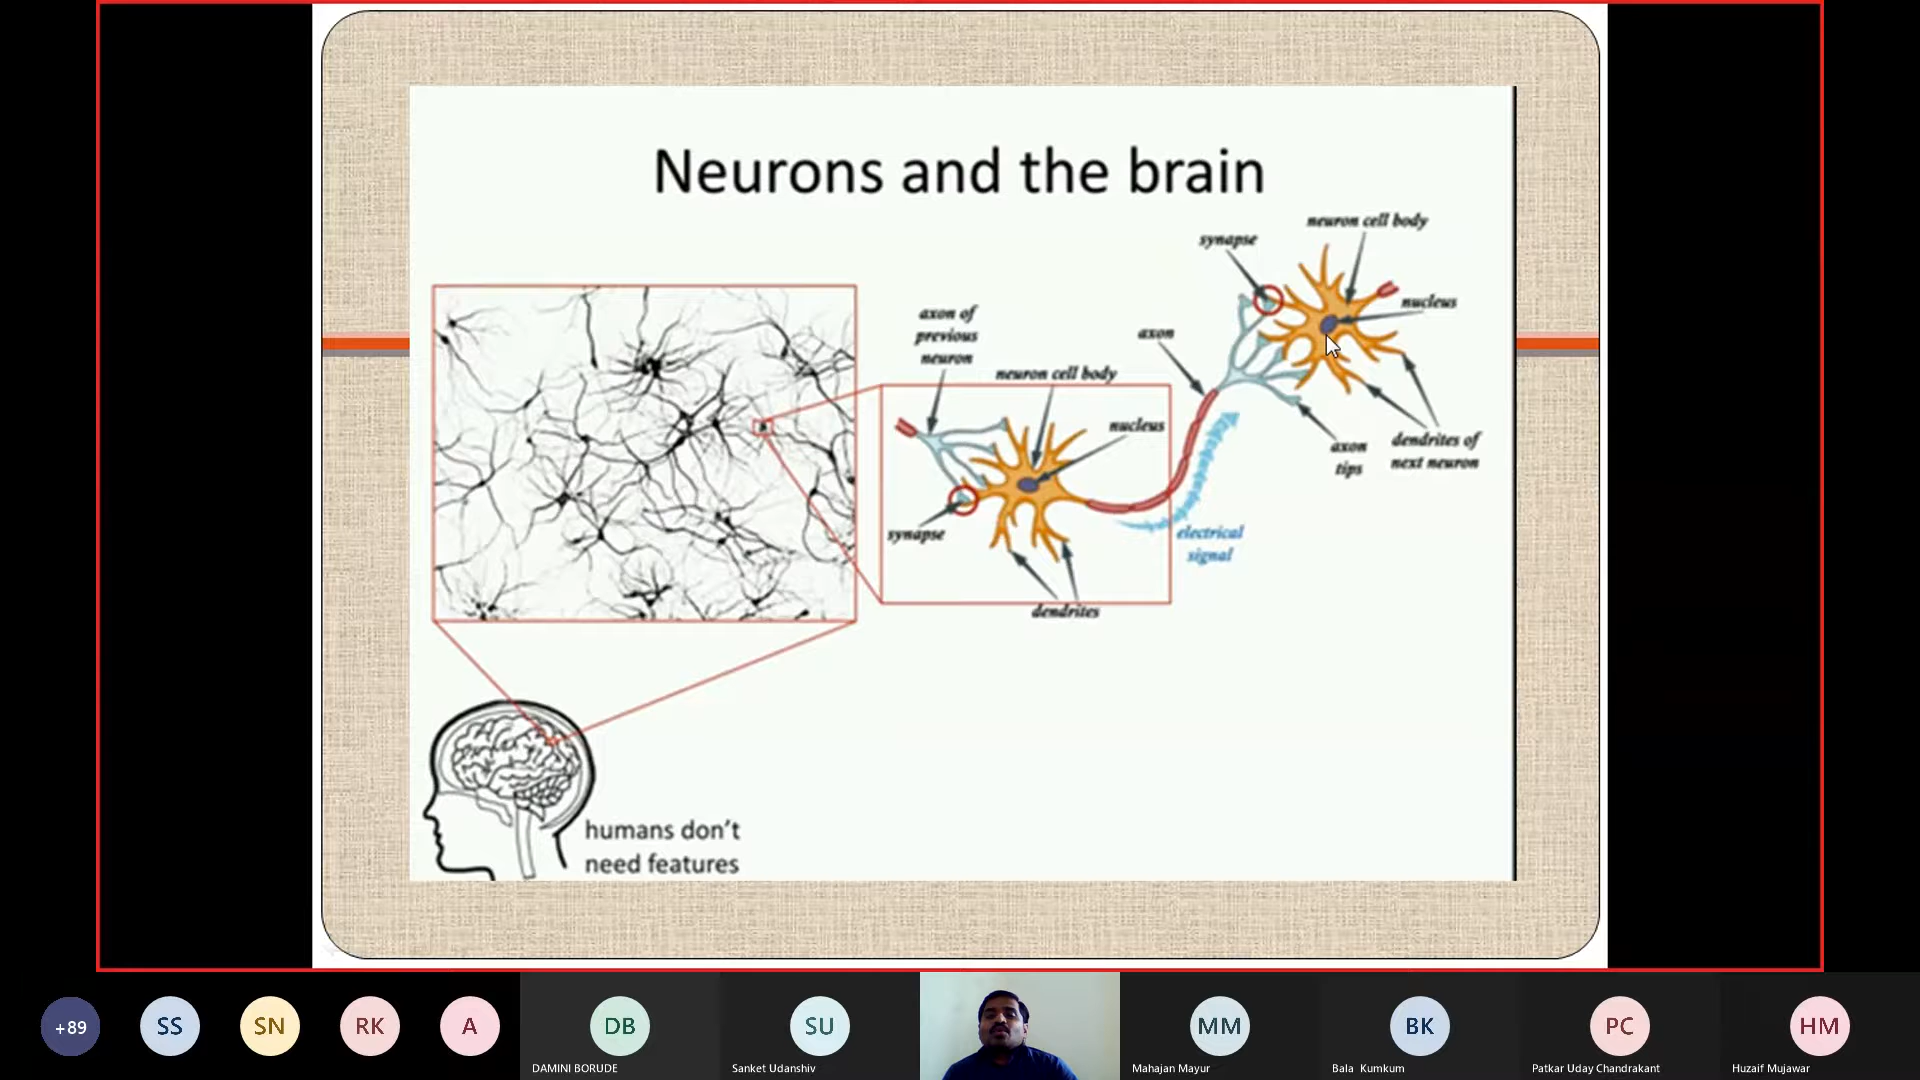 Neurons and the brain
neuron cell body
synapse
nucleus
axon of
previous
neuron
axon
neuron cell body
nucleus
axon
tips
dendrites of
next neuron
synapse
electrical
signal
dendrites
humans don't
need features
+89
SS
SN
RK
A
DB
SU
MM
BK
PC
HM
DAMINI BORUDE
Sanket Udanshiv
Mahajan Mayur
Bala Kumkum
Patkar Uday Chandrakant
Huzaif Mujawar